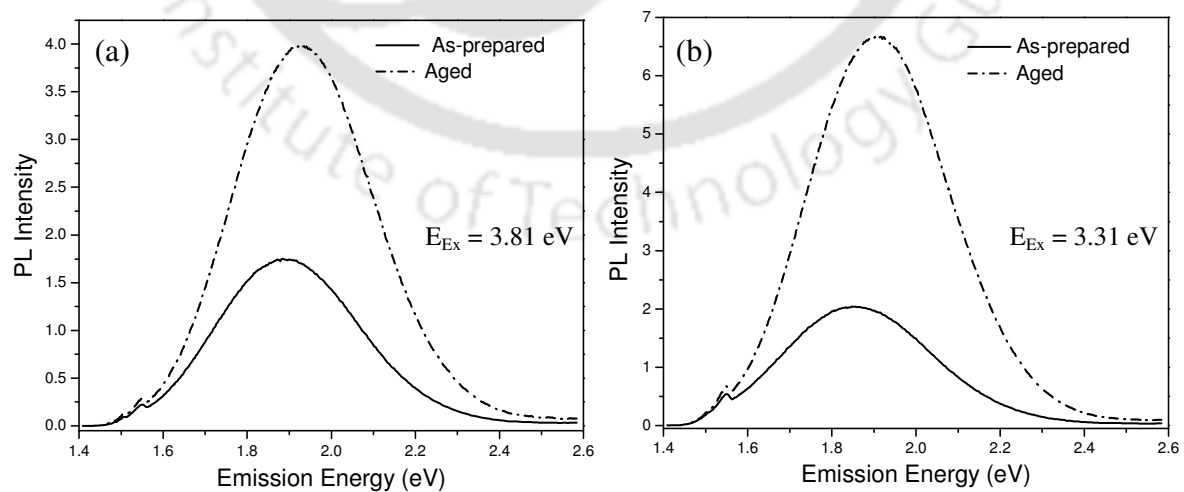 (a)
As-prepared
Aged
E_Ex = 3.81 eV
PL Intensity
4.0
3.5
3.0
2.5
2.0
1.5
1.0
0.5
0.0
1.4 1.6 1.8 2.0 2.2 2.4 2.6
Emission Energy (eV)
(b)
As-prepared
Aged
E_Ex = 3.31 eV
PL Intensity
7
6
5
4
3
2
1
0
1.4 1.6 1.8 2.0 2.2 2.4 2.6
Emission Energy (eV)
stitute of Technology Gu